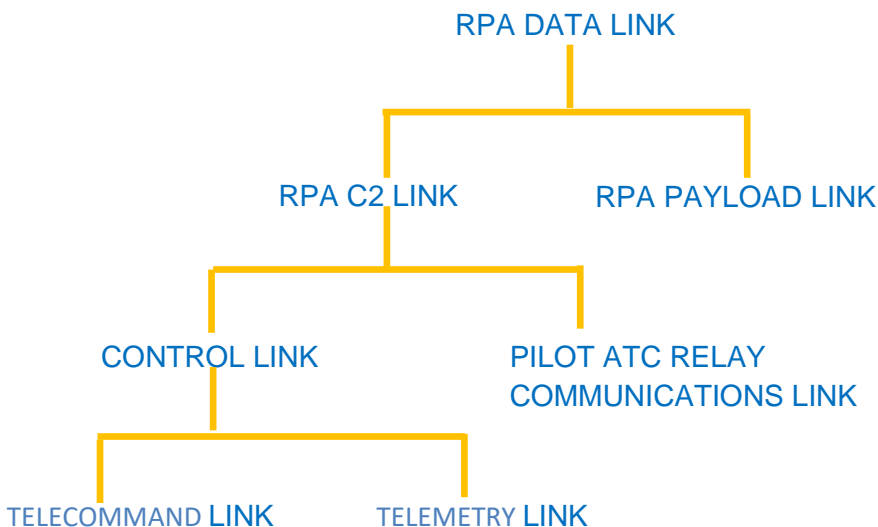 RPA DATA LINK
RPA C2 LINK
RPA PAYLOAD LINK
CONTROL LINK
PILOT ATC RELAY
COMMUNICATIONS LINK
TELECOMMAND LINK
TELEMETRY LINK